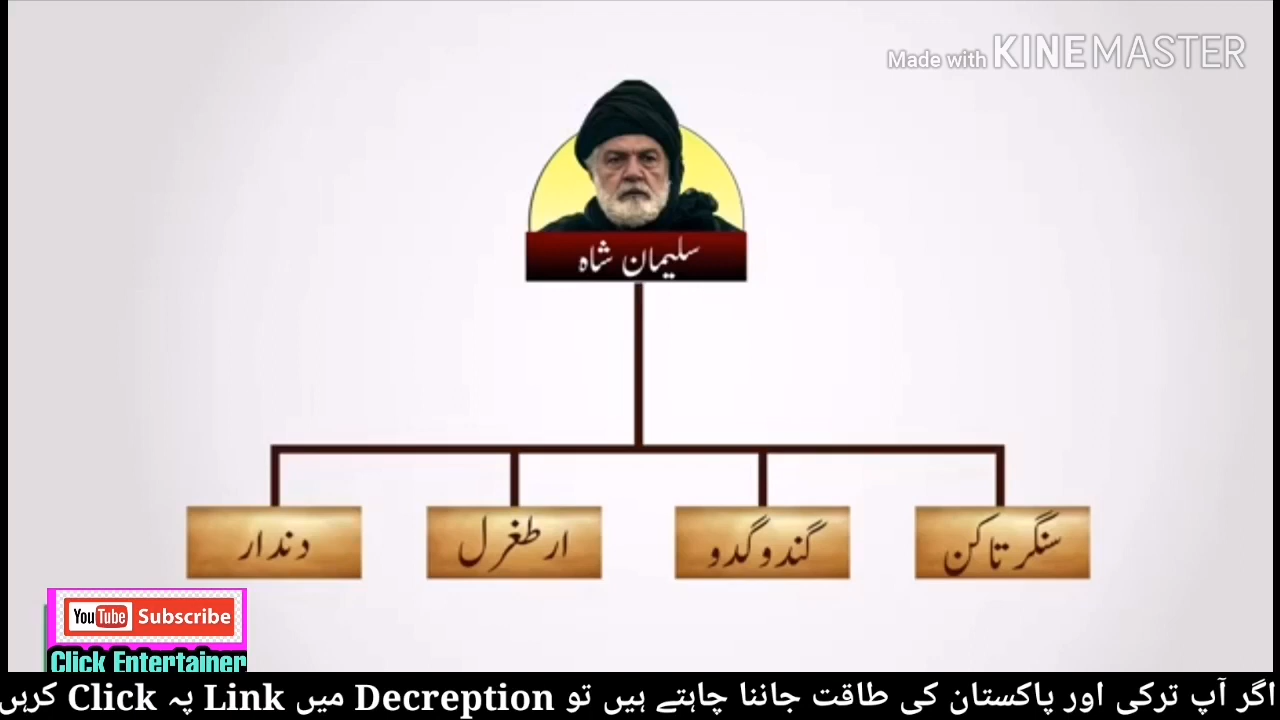 Made with KINEMASTER
سلیمان شاہ
سنگرتاکن
گندوگدو
ارطغرل
دندار
YouTube Subscribe
Click Entertainer
اگر آپ ترکی اور پاکستان کی طاقت جاننا چاہتے ہیں تو Decreption میں Link پہ Click کریں